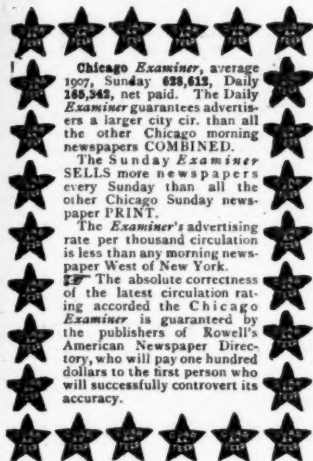 Chicago Examiner, average
1907, Sunday 628,612, Daily
165,342, net paid. The Daily
Examiner guarantees advertis-
ers a larger city cir. than all
the other Chicago morning
newspapers COMBINED.
The Sunday Examiner
SELLS more newspapers
every Sunday than all the
other Chicago Sunday news-
paper PRINT.
The Examiner's advertising
rate per thousand circulation
is less than any morning news-
paper West of New York.
☞ The absolute correctness
of the latest circulation rat-
ing accorded the Chicago
Examiner is guaranteed by
the publishers of Rowell's
American Newspaper Direc-
tory, who will pay one hundred
dollars to the first person who
will successfully controvert its
accuracy.